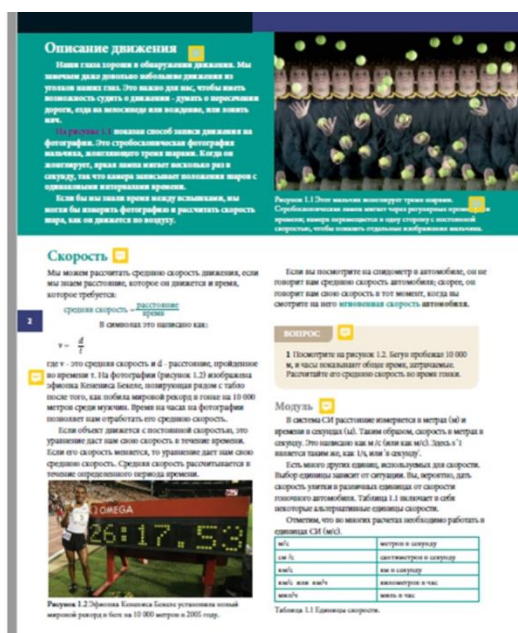 Описание движения
Наши глаза хороши в обнаружении движения. Мы
замечаем даже довольно небольшие движения из
уголков наших глаз. Это важно для нас, чтобы иметь
возможность судить о движении - думать о пересечении
дороги, езда на велосипеде или вождение, или ловить
мяч.
На рисунке 1.1 показан способ записи движения на
фотографии. Это стробоскопическая фотография
мальчика, жонглирующего тремя шарами. Когда он
жонглирует, яркая лампа мигает несколько раз в
секунду, так что камера записывает положения шаров с
одинаковыми интервалами времени.
Если бы мы знали время между вспышками, мы
могли бы измерить фотографию и рассчитать скорость
шара, как он движется по воздуху.
Рисунок 1.1 Этот мальчик жонглирует тремя шарами.
Стробоскопическая лампа мигает через регулярные
времени; камера перемещается в одну сторону с постоянной
скоростью, чтобы показать отдельные изображения мальчика.
Скорость
Мы можем рассчитать среднюю скорость движения, если
мы знаем расстояние, которое он движется и время,
которое требуется:
средняя скорость = расстояние
время
В символах это написано как:
2
v = d
t
где v - это средняя скорость и d - расстояние, пройденное
во времени t. На фотографии (рисунок 1.2) изображена
эфиопка Кенениса Бекеле, позирующая рядом с табло
после того, как побила мировой рекорд в гонке на 10 000
метров среди мужчин. Время на часах на фотографии
позволяет нам отработать его среднюю скорость.
Если объект движется с постоянной скоростью, это
уравнение даст нам свою скорость в течение времени.
Если его скорость меняется, то уравнение дает нам свою
среднюю скорость. Средняя скорость рассчитывается в
течение определенного периода времени.
OMEGA
26:17.53
Рисунок 1.2 Эфиопка Кенениса Бекеле установила новый
мировой рекорд в беге на 10 000 метров в 2005 году.
Если вы посмотрите на спидометр в автомобиле, он не
говорит нам среднюю скорость автомобиля; скорее, он
говорит нам свою скорость в тот момент, когда вы
смотрите на него мгновенная скорость автомобиля.
ВОПРОС
1 Посмотрите на рисунок 1.2. Бегун пробежал 10 000
м, и часы показывают общее время, затрачиваемые.
Рассчитайте его среднюю скорость во время гонки.
Модуль
В система СИ расстояние измеряется в метрах (м) и
времени в секундах (ы). Таким образом, скорость в метрах в
секунду. Это написано как м/с (или как м/с). Здесь s¯1
является таким же, как 1/s, или 'в секунду'.
Есть много других единиц, используемых для скорости.
Выбор единицы зависит от ситуации. Вы, вероятно, дать
скорость улитки в различных единицах от скорости
гоночного автомобиля. Таблица 1.1 включает в себя
некоторые альтернативные единицы скорости.
Отметим, что во многих расчетах необходимо работать в
единицах СИ (м/с).
м/с метров в секунду
см /с сантиметров в секунду
км/с км в секунду
км/с или км/ч километров в час
мил/ч миль в час
Таблица 1.1 Единицы скорости.